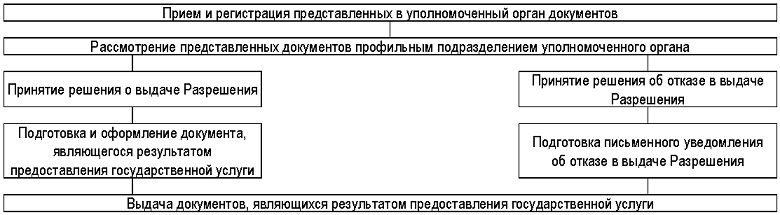 Прием и регистрация представленных в уполномоченный орган документов
Рассмотрение представленных документов профильным подразделением уполномоченного органа
Принятие решения о выдаче Разрешения
Принятие решения об отказе в выдаче
Разрешения
Подготовка и оформление документа,
являющегося результатом
предоставления государственной услуги
Подготовка письменного уведомления
об отказе в выдаче Разрешения
Выдача документов, являющихся результатом предоставления государственной услуги